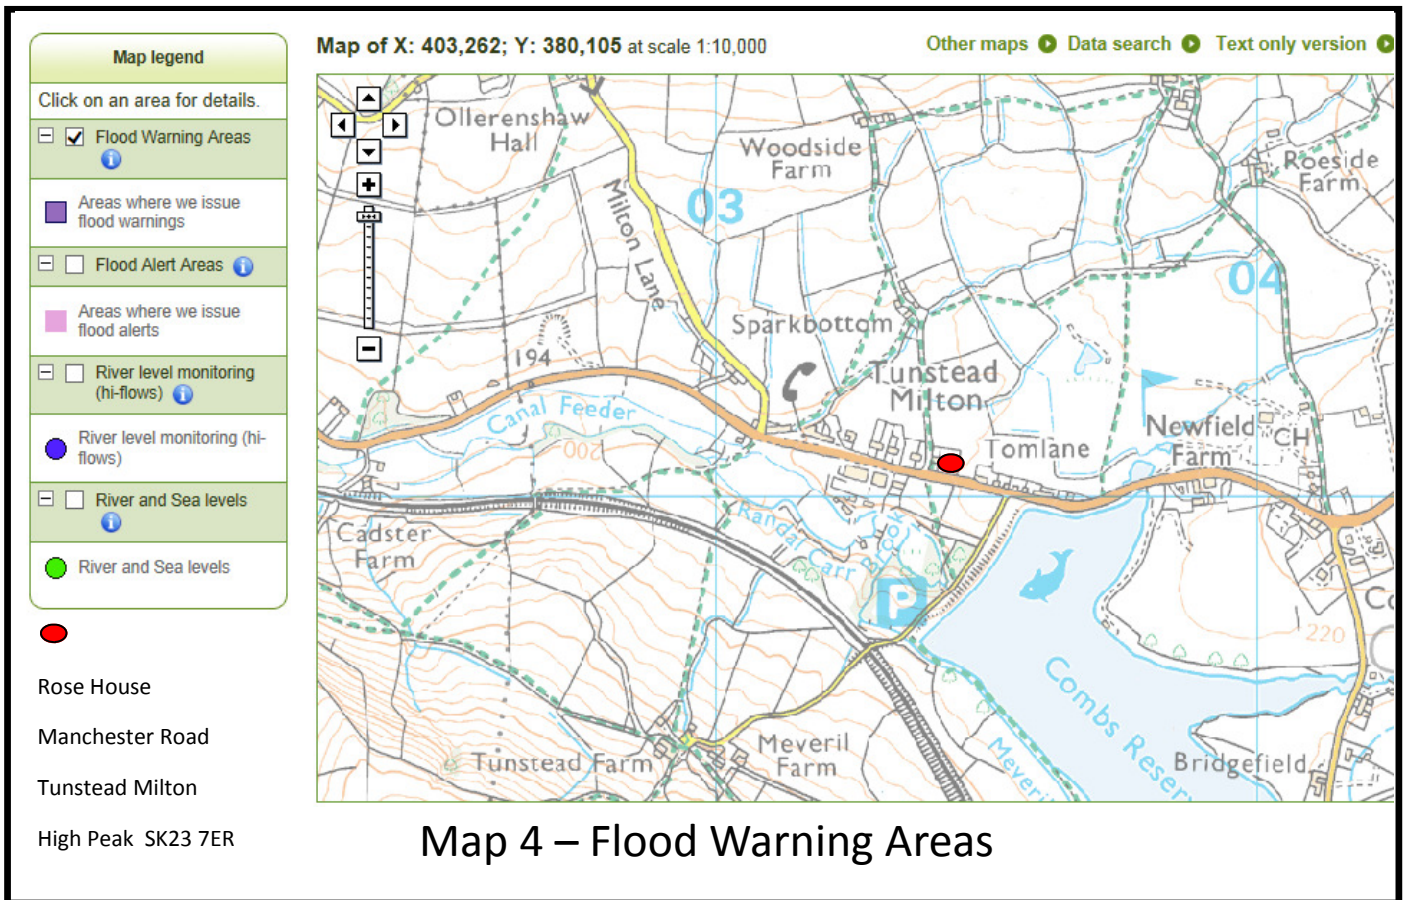 Map legend
Click on an area for details.
Flood Warning Areas
Areas where we issue
flood warnings
Flood Alert Areas
Areas where we issue
flood alerts
River level monitoring
(hi-flows)
River level monitoring (hi-
flows)
River and Sea levels
River and Sea levels
Rose House
Manchester Road
Tunstead Milton
High Peak SK23 7ER
Map of X: 403,262; Y: 380,105 at scale 1:10,000
Other maps
Data search
Text only version
Ollerenshaw
Hall
Woodside
Farm
Roeside
Farm
03
04
Milton Lane
Sparkbottom
194
Tunstead
Milton
Canal Feeder
200
Newfield
Farm
CH
Tomlane
Cadster
Farm
Randal Carr
Brook
P
Co
C
220
Combs Reser
Meveril
Tunstead Farm
Meveril
Farm
Bridgefield
Map 4 – Flood Warning Areas